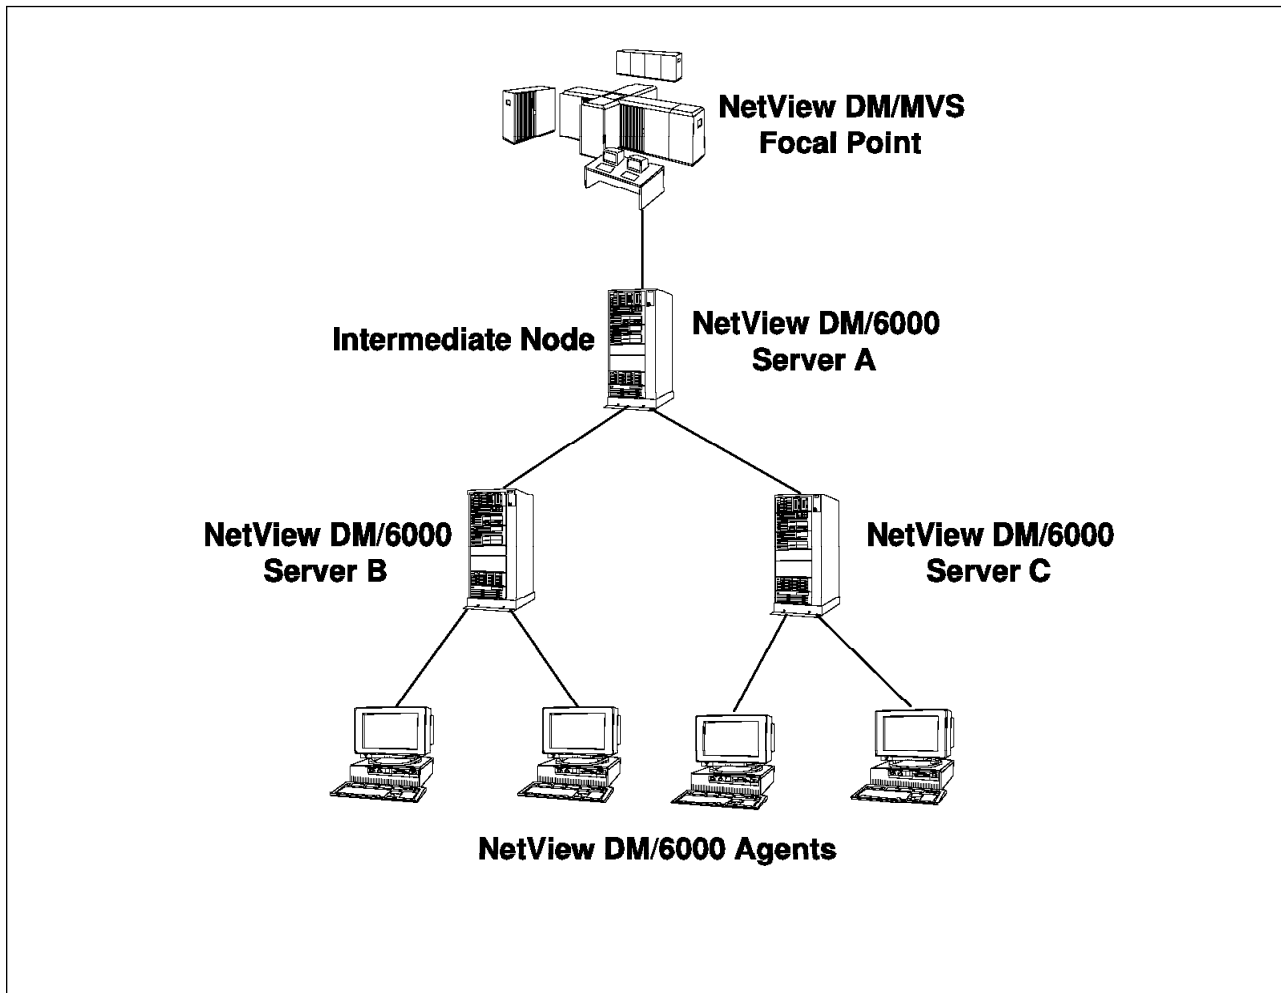 NetView DM/MVS
Focal Point
Intermediate Node
NetView DM/6000
Server A
NetView DM/6000
Server B
NetView DM/6000
Server C
NetView DM/6000 Agents